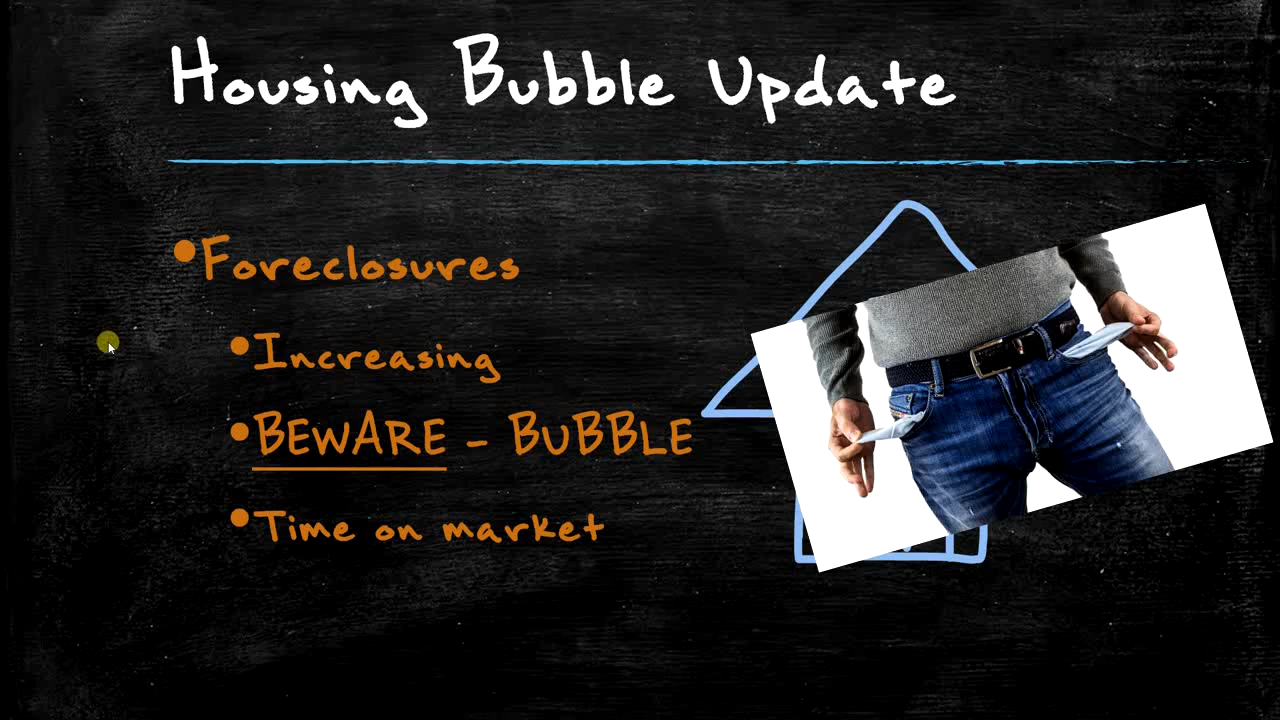 Housing Bubble Update
•Foreclosures
•Increasing
•BEWARE - BUBBLE
•Time on market